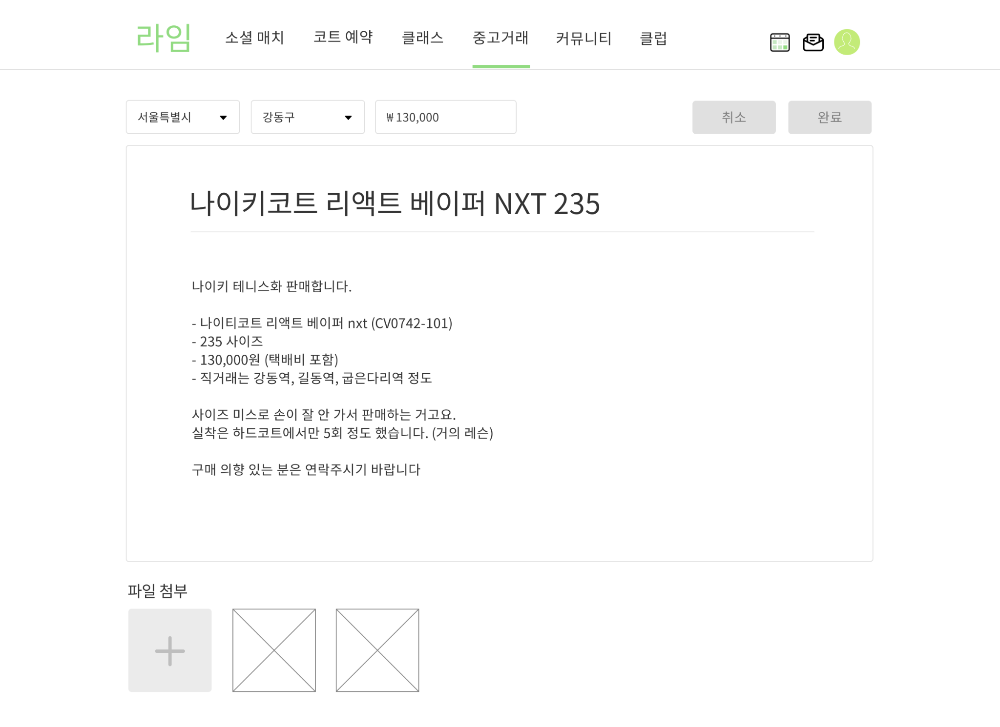 라임
소셜 매치
코트 예약
클래스
중고거래
커뮤니티
클럽
서울특별시
강동구
₩ 130,000
취소
완료
나이키코트 리액트 베이퍼 NXT 235
나이키 테니스화 판매합니다.
- 나이티코트 리액트 베이퍼 nxt (CV0742-101)
- 235 사이즈
- 130,000원 (택배비 포함)
- 직거래는 강동역, 길동역, 굽은다리역 정도
사이즈 미스로 손이 잘 안 가서 판매하는 거고요.
실착은 하드코트에서만 5회 정도 했습니다. (거의 레슨)
구매 의향 있는 분은 연락주시기 바랍니다
파일 첨부